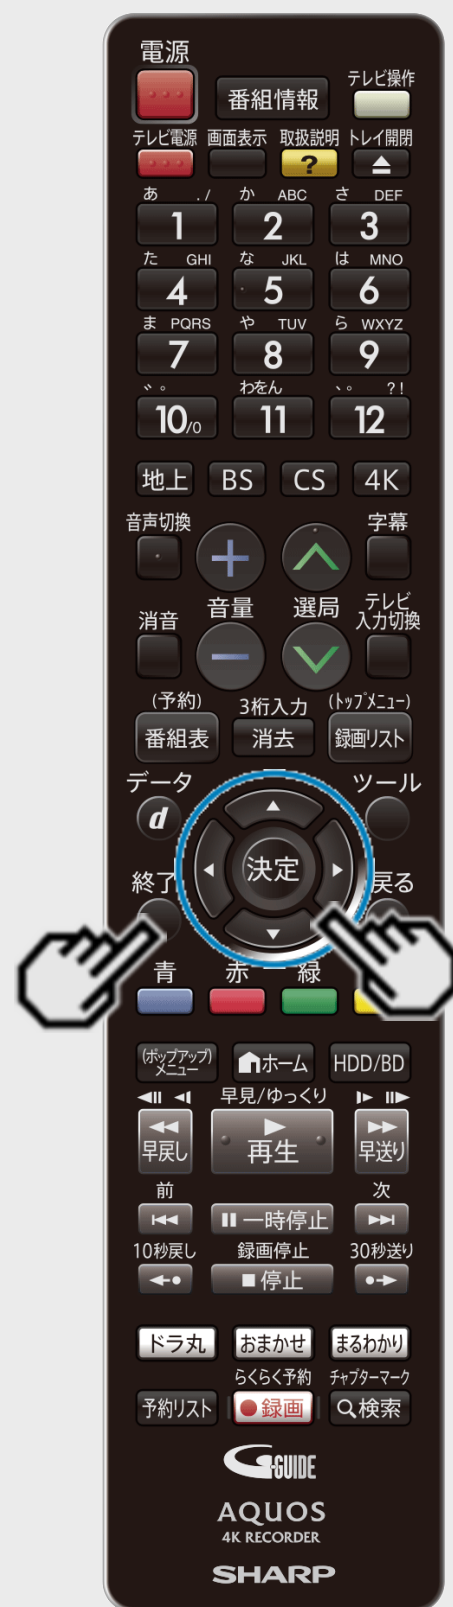 電源
番組情報
テレビ操作
テレビ電源 画面表示 取扱説明 トレイ開閉
?
あ ./ か ABC さ DEF
1 2 3
た GHI な JKL は MNO
4 5 6
ま PQRS や TUV ら WXYZ
7 8 9
゛゜ わをん 、。 ?!
10/0 11 12
地上 BS CS 4K
音声切換 字幕
+
消音 音量 選局 テレビ
入力切換
-
(予約) 3桁入力 (トップメニュー)
番組表 消去 録画リスト
データ ツール
d
決定
終了 戻る
青 赤 緑
(ポップアップ)
メニュー ホーム HDD/BD
早見/ゆっくり
早戻し 再生 早送り
前 次
一時停止
10秒戻し 録画停止 30秒送り
停止
ドラ丸 おまかせ まるわかり
らくらく予約 チャプターマーク
予約リスト 録画 検索
G-GUIDE
AQUOS
4K RECORDER
SHARP